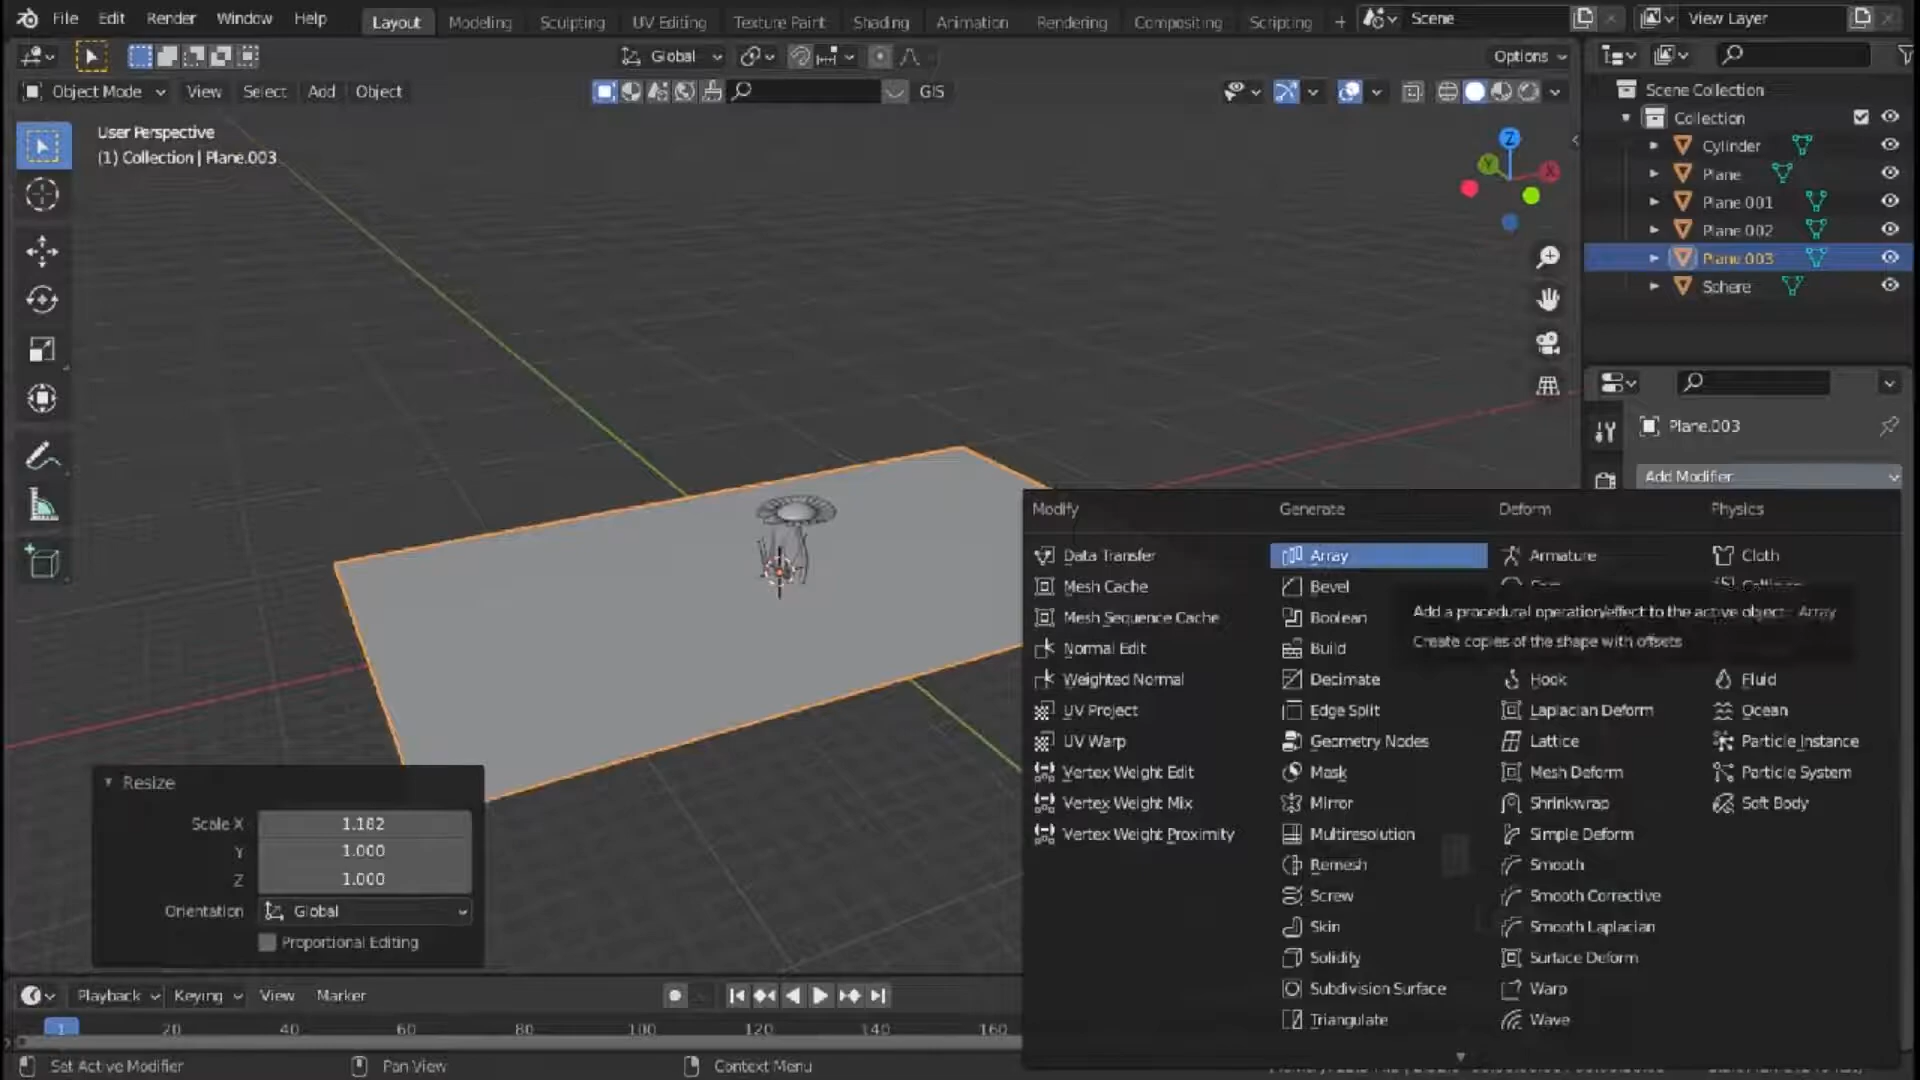 File Edit Render Window Help Layout Modeling Sculpting UV Editing Texture Paint Shading Animation Rendering Compositing Scripting + Scene View Layer
Global Options
Object Mode View Select Add Object GIS
User Perspective
(1) Collection | Plane.003
Z
Y
X
Scene Collection
Collection
Cylinder
Plane
Plane.001
Plane.002
Plane.003
Sphere
Plane.003
Add Modifier
Modify Generate Deform Physics
Data Transfer Array Armature Cloth
Mesh Cache Bevel
Add a procedural operation/effect to the active object: Array
Mesh Sequence Cache Boolean
Create copies of the shape with offsets
Normal Edit Build
Weighted Normal Decimate Hook Fluid
UV Project Edge Split Laplacian Deform Ocean
UV Warp Geometry Nodes Lattice Particle Instance
Vertex Weight Edit Mask Mesh Deform Particle System
Vertex Weight Mix Mirror Shrinkwrap Soft Body
Vertex Weight Proximity Multiresolution Simple Deform
Remesh Smooth
Screw Smooth Corrective
Skin Smooth Laplacian
Solidify Surface Deform
Subdivision Surface Warp
Triangulate Wave
Resize
Scale X 1.182
Y 1.000
Z 1.000
Orientation Global
Proportional Editing
Playback Keying View Marker
1 20 40 60 80 100 120 140 160
Set Active Modifier Pan View Context Menu